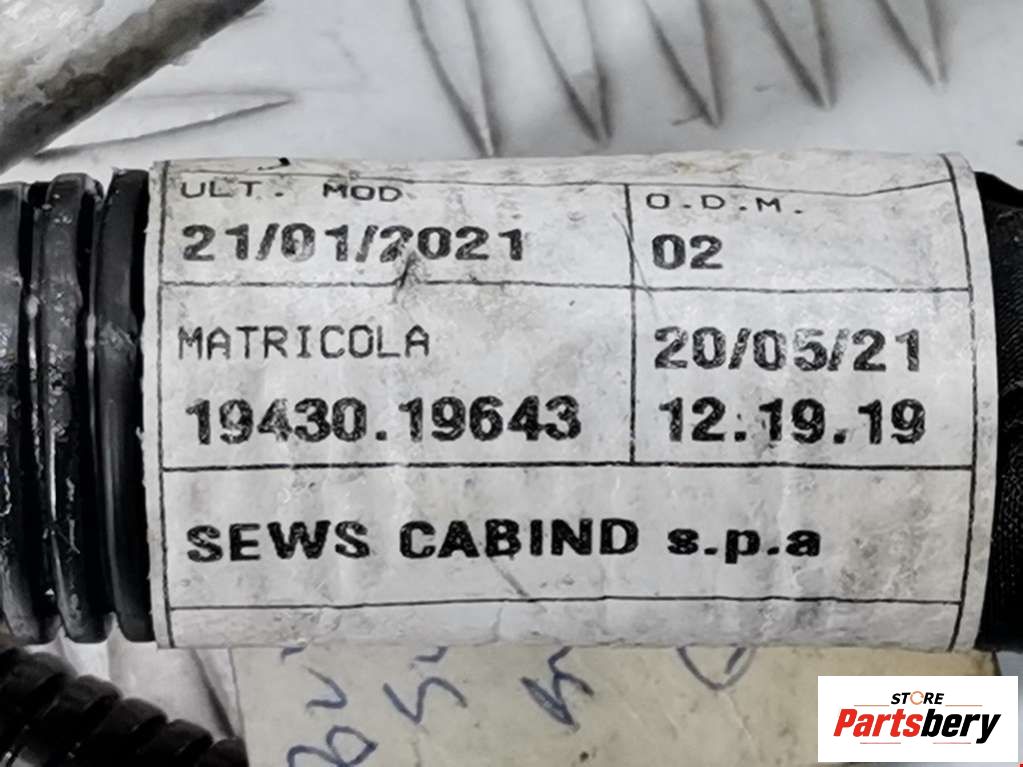 ULT. MOD
O.D.M.
21/01/2021
02
MATRICOLA
20/05/21
19430.19643
12.19.19
SEWS CABIND s.p.a
STORE
Partsbery